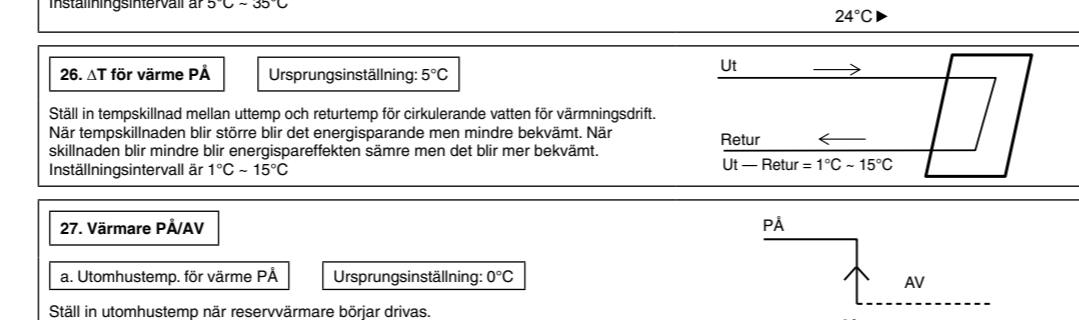 Inställningsintervall är 5°C ~ 35°C
24°C ▶
26. ΔT för värme PÅ
Ursprungsinställning: 5°C
Ställ in tempskillnad mellan uttemp och returtemp för cirkulerande vatten för värmningsdrift.
När tempskillnaden blir större blir det energisparande men mindre bekvämt. När
skillnaden blir mindre blir energispareffekten sämre men det blir mer bekvämt.
Inställningsintervall är 1°C ~ 15°C
Ut
Retur
Ut — Retur = 1°C ~ 15°C
27. Värmare PÅ/AV
a. Utomhustemp. för värme PÅ
Ursprungsinställning: 0°C
Ställ in utomhustemp när reservvärmare börjar drivas.
PÅ
AV